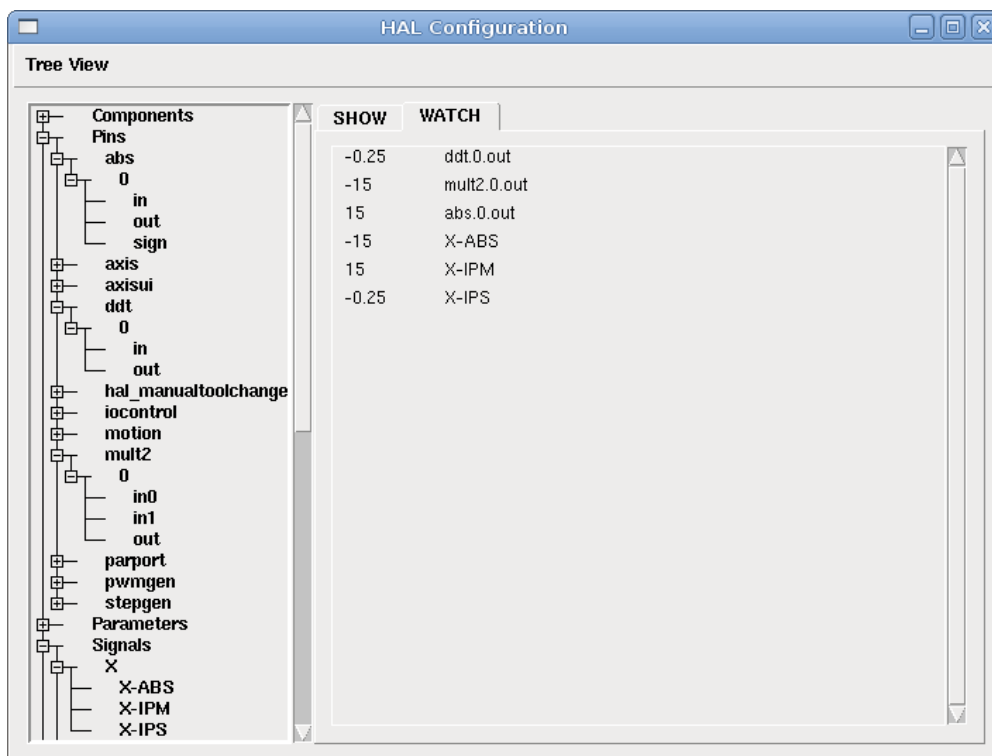 HAL Configuration
Tree View
Components
Pins
abs
0
in
out
sign
axis
axisui
ddt
0
in
out
hal_manualtoolchange
iocontrol
motion
mult2
0
in0
in1
out
parport
pwmgen
stepgen
Parameters
Signals
X
X-ABS
X-IPM
X-IPS
SHOW WATCH
-0.25 ddt.0.out
-15 mult2.0.out
15 abs.0.out
-15 X-ABS
15 X-IPM
-0.25 X-IPS